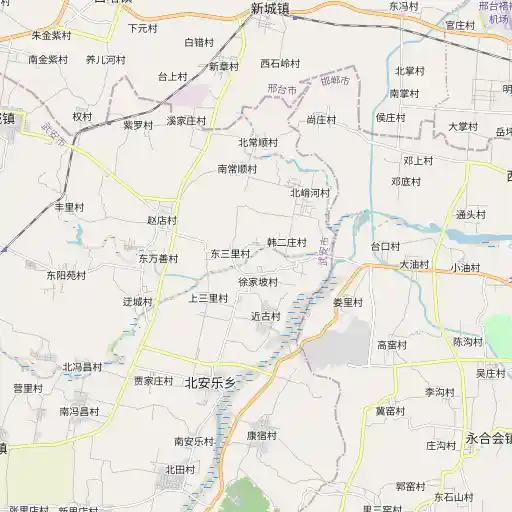 新城镇
东冯村
官庄村
下元村
朱金紫村
白错村
邢台褡裢
机场
南金紫村
养儿河村
新章村
西石岭村
北掌村
台上村
邢台市
邯郸市
南掌村
权村
紫罗村
溪家庄村
尚庄村
侯庄村
大掌村
武安市
北常顺村
邓上村
南常顺村
邓底村
北峭河村
丰里村
赵店村
通头村
韩二庄村
武安市
台口村
东万善村
东三里村
大油村
小油村
东阳苑村
徐家坡村
迂城村
上三里村
娄里村
近古村
陈沟村
高窑村
北冯昌村
吴庄村
贾家庄村
北安乐乡
营里村
李沟村
南冯昌村
冀窑村
康宿村
永合会镇
南安乐村
庄沟村
北田村
郭窑村
东石山村